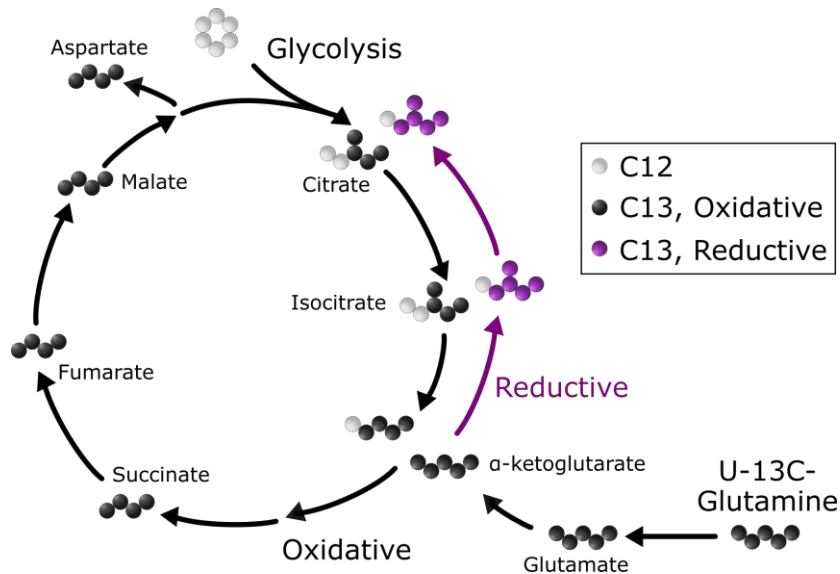 Aspartate
Glycolysis
Malate
Citrate
C12
C13, Oxidative
C13, Reductive
Isocitrate
Fumarate
Reductive
Succinate
α-ketoglutarate
U-13C-
Glutamine
Oxidative
Glutamate